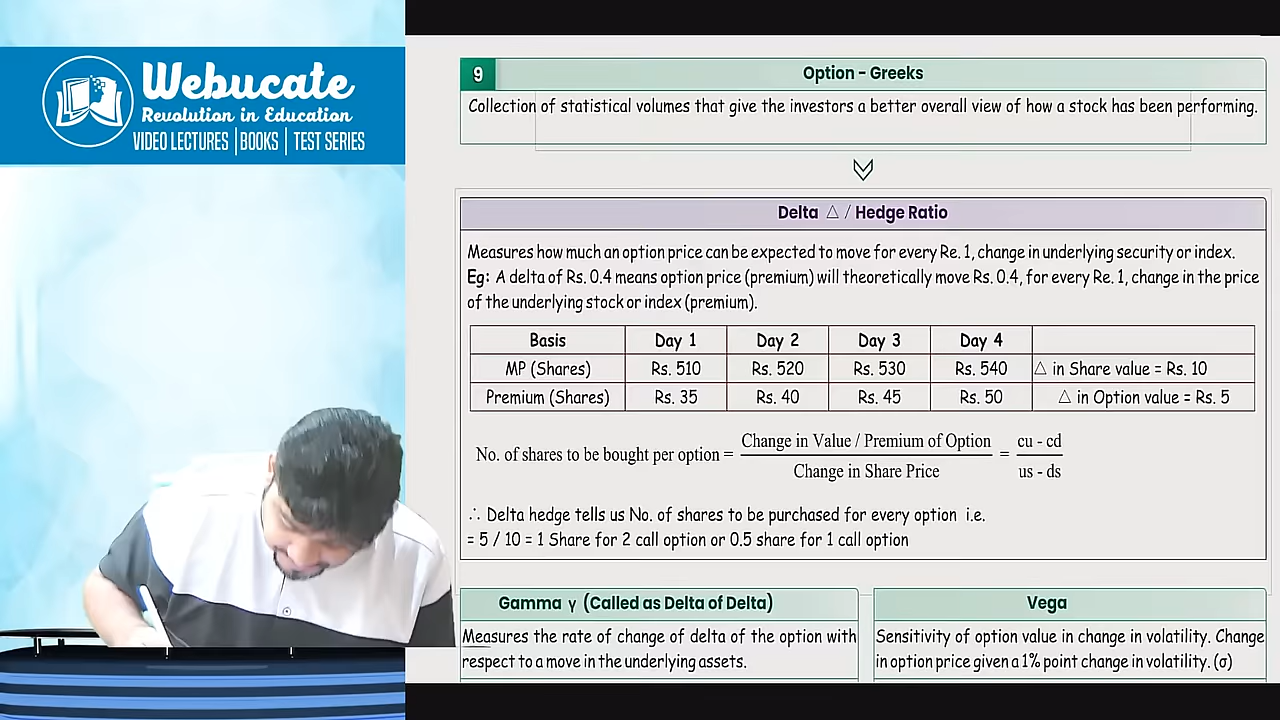 Webucate
Revolution in Education
VIDEO LECTURES | BOOKS | TEST SERIES
9
Option - Greeks
Collection of statistical volumes that give the investors a better overall view of how a stock has been performing.
Delta △ / Hedge Ratio
Measures how much an option price can be expected to move for every Re. 1, change in underlying security or index.
Eg: A delta of Rs. 0.4 means option price (premium) will theoretically move Rs. 0.4, for every Re. 1, change in the price
of the underlying stock or index (premium).
Basis Day 1 Day 2 Day 3 Day 4
MP (Shares) Rs. 510 Rs. 520 Rs. 530 Rs. 540 △ in Share value = Rs. 10
Premium (Shares) Rs. 35 Rs. 40 Rs. 45 Rs. 50 △ in Option value = Rs. 5
No. of shares to be bought per option = Change in Value / Premium of Option / Change in Share Price = cu - cd / us - ds
∴ Delta hedge tells us No. of shares to be purchased for every option i.e.
= 5 / 10 = 1 Share for 2 call option or 0.5 share for 1 call option
Gamma γ (Called as Delta of Delta)
Measures the rate of change of delta of the option with
respect to a move in the underlying assets.
Vega
Sensitivity of option value in change in volatility. Change
in option price given a 1% point change in volatility. (σ)